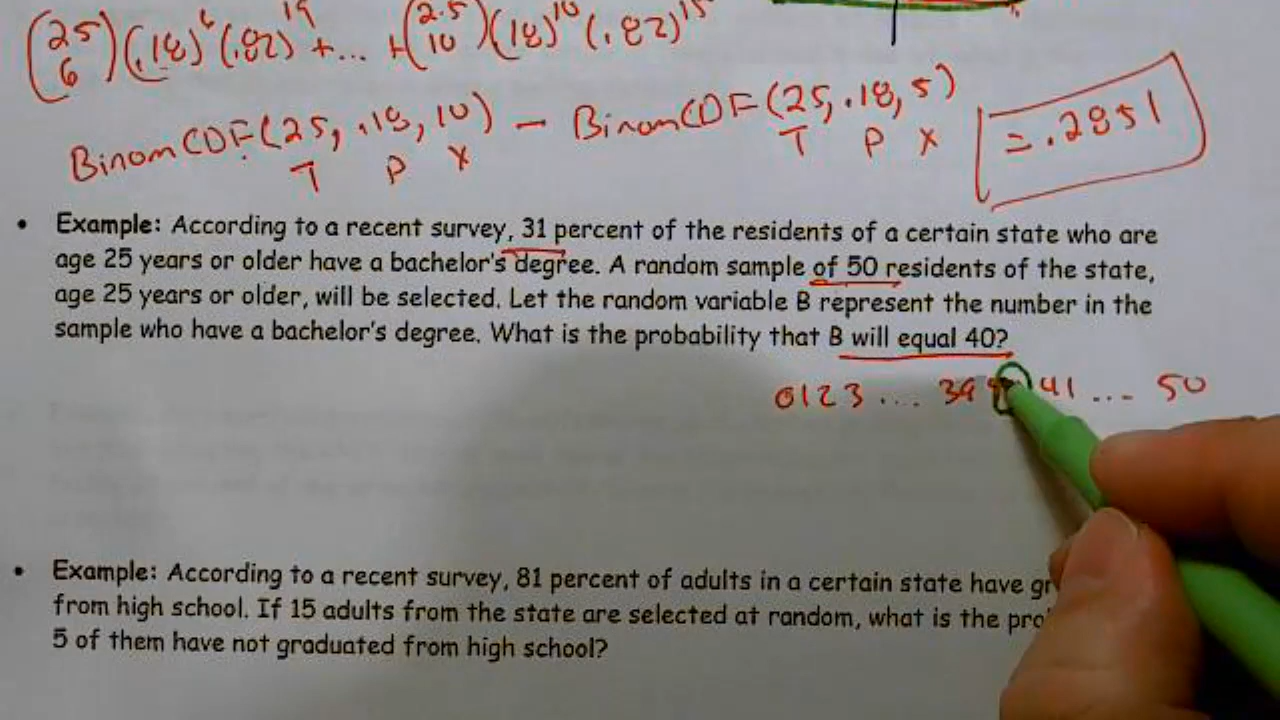 (25 6)(.18)^6(.82)^19 + ... + (25 10)(.18)^10(.82)^15
BinomCDF(25, .18, 10) - BinomCDF(25, .18, 5) = .2851
T P X T P X
• Example: According to a recent survey, 31 percent of the residents of a certain state who are
age 25 years or older have a bachelor's degree. A random sample of 50 residents of the state,
age 25 years or older, will be selected. Let the random variable B represent the number in the
sample who have a bachelor's degree. What is the probability that B will equal 40?
0123 .... 39 41 ... 50
• Example: According to a recent survey, 81 percent of adults in a certain state have
from high school. If 15 adults from the state are selected at random, what is the
5 of them have not graduated from high school?